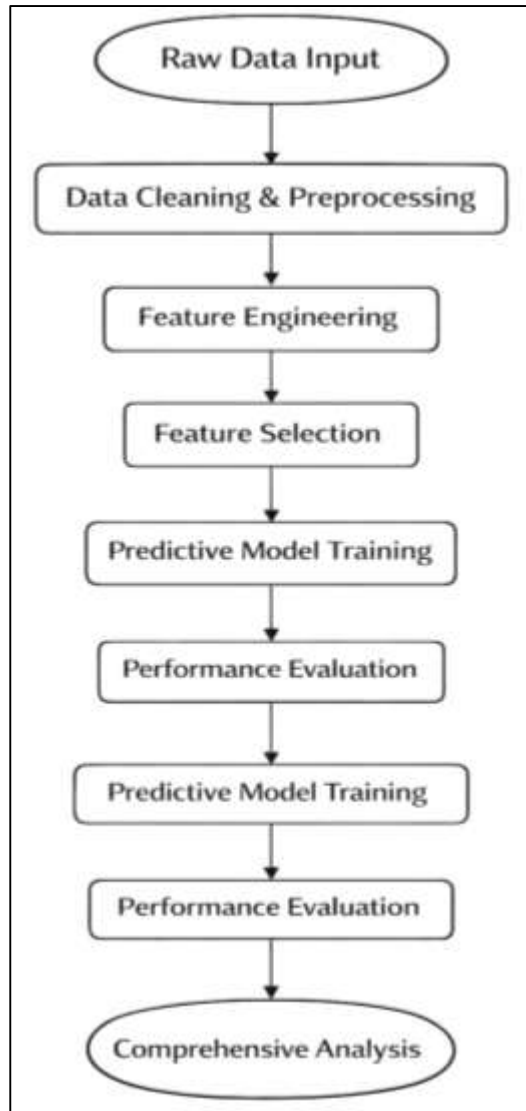 Raw Data Input
Data Cleaning & Preprocessing
Feature Engineering
Feature Selection
Predictive Model Training
Performance Evaluation
Predictive Model Training
Performance Evaluation
Comprehensive Analysis